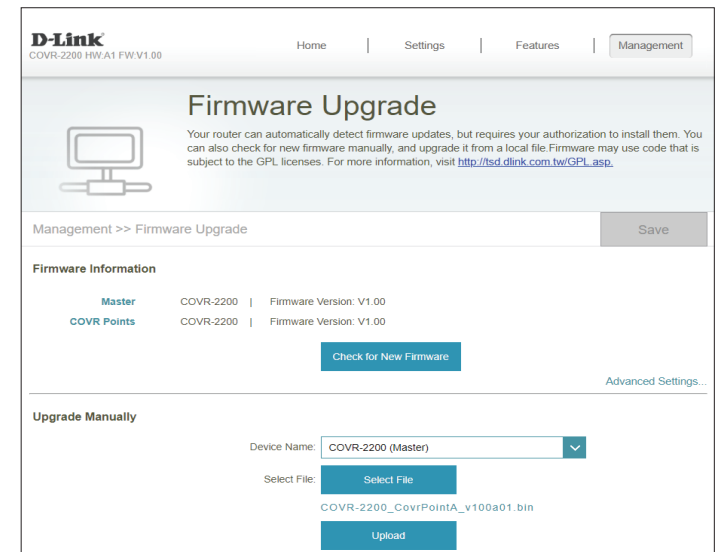 D-Link
COVR-2200 HW:A1 FW:V1.00
Home | Settings | Features | Management
Firmware Upgrade
Your router can automatically detect firmware updates, but requires your authorization to install them. You
can also check for new firmware manually, and upgrade it from a local file.Firmware may use code that is
subject to the GPL licenses. For more information, visit http://tsd.dlink.com.tw/GPL.asp.
Management >> Firmware Upgrade
Save
Firmware Information
Master COVR-2200 | Firmware Version: V1.00
COVR Points COVR-2200 | Firmware Version: V1.00
Check for New Firmware
Advanced Settings...
Upgrade Manually
Device Name: COVR-2200 (Master)
Select File: Select File
COVR-2200_CovrPointA_v100a01.bin
Upload